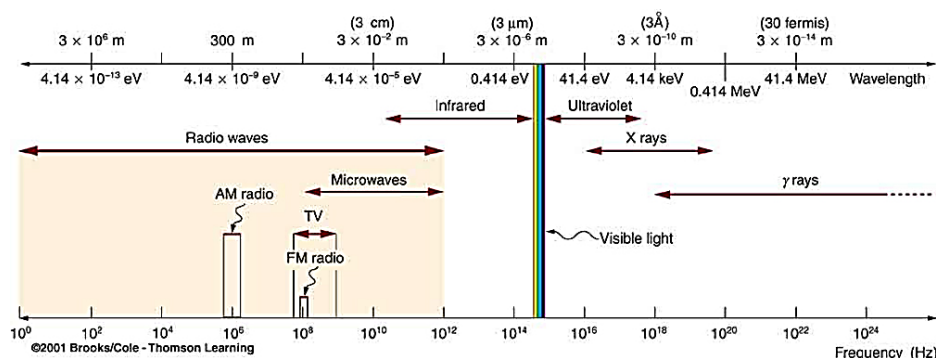 (3 cm) (3 μm) (3Å) (30 fermis)
3 × 10⁶ m 300 m 3 × 10⁻² m 3 × 10⁻⁶ m 3 × 10⁻¹⁰ m 3 × 10⁻¹⁴ m
4.14 × 10⁻¹³ eV 4.14 × 10⁻⁹ eV 4.14 × 10⁻⁵ eV 0.414 eV 41.4 eV 4.14 keV 41.4 MeV Wavelength
0.414 MeV
Infrared Ultraviolet
Radio waves X rays
Microwaves γ rays
AM radio
TV
Visible light
FM radio
10⁰ 10² 10⁴ 10⁶ 10⁸ 10¹⁰ 10¹² 10¹⁴ 10¹⁶ 10¹⁸ 10²⁰ 10²² 10²⁴
©2001 Brooks/Cole - Thomson Learning Frequency (Hz)